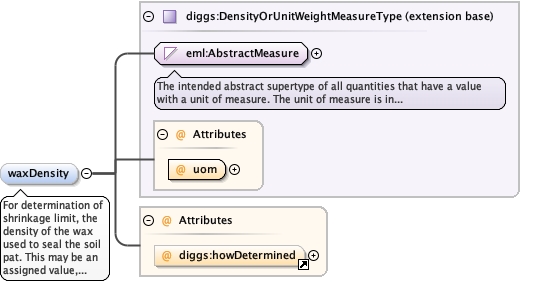 diggs:DensityOrUnitWeightMeasureType (extension base)
eml:AbstractMeasure
The intended abstract supertype of all quantities that have a value
with a unit of measure. The unit of measure is in...
@ Attributes
@ uom
waxDensity
For determination of
shrinkage limit, the
density of the wax
used to seal the soil
pat. This may be an
assigned value,...
@ Attributes
@ diggs:howDetermined